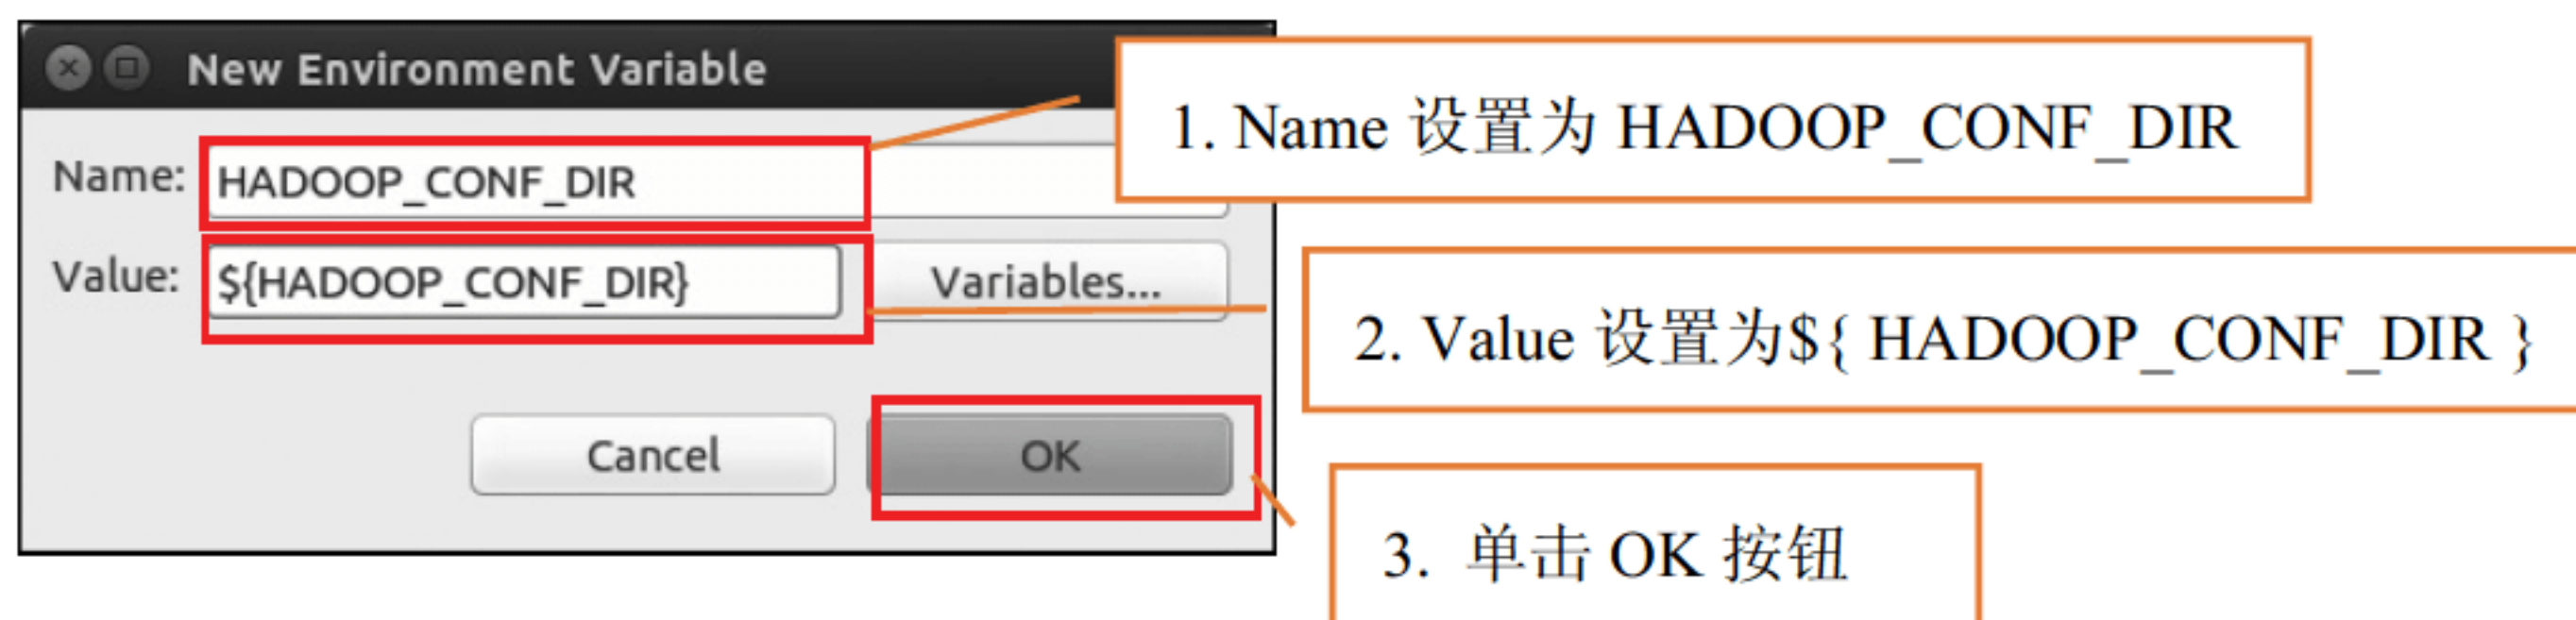 New Environment Variable
1. Name 设置为 HADOOP_CONF_DIR
Name: HADOOP_CONF_DIR
Value: ${HADOOP_CONF_DIR} Variables...
2. Value 设置为${ HADOOP_CONF_DIR }
Cancel OK
3. 单击 OK 按钮